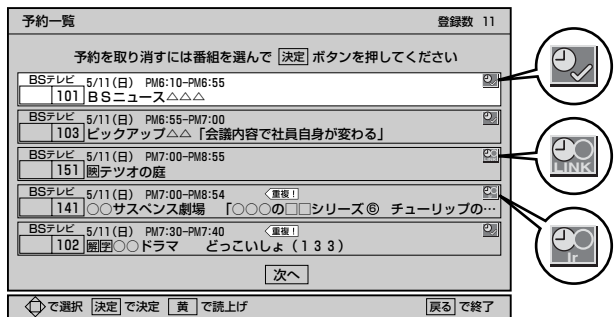 予約一覧 登録数 11
予約を取り消すには番組を選んで 決定 ボタンを押してください
BSテレビ 5/11(日) PM6:10-PM6:55
101 BSニュース△△△
BSテレビ 5/11(日) PM6:55-PM7:00
103 ピックアップ△△「会議内容で社員自身が変わる」
BSテレビ 5/11(日) PM7:00-PM8:55
151 映テツオの庭
LINK
BSテレビ 5/11(日) PM7:00-PM8:54 重複!
141 ○○サスペンス劇場 「○○○の□□シリーズ⑥ チューリップの…
Ir
BSテレビ 5/11(日) PM7:30-PM7:40 重複!
102 解字○○ドラマ どっこいしょ(133)
次へ
で選択 決定 で決定 黄 で読上げ 戻る で終了